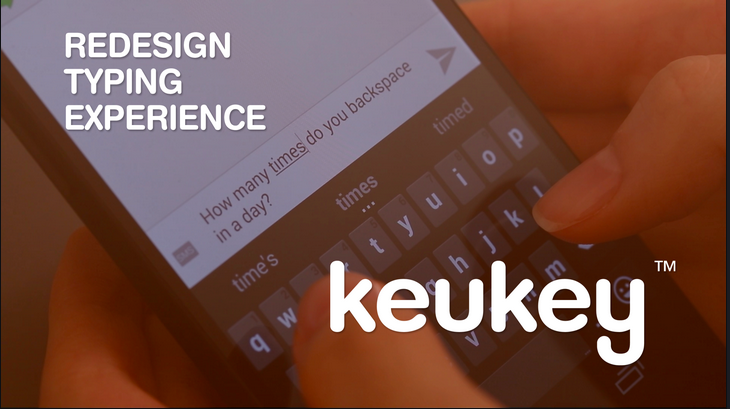 REDESIGN
TYPING
EXPERIENCE
How many times do you backspace
in a day?
time's times timed
q w t y u i o p
g h j k l
v m
keukey™